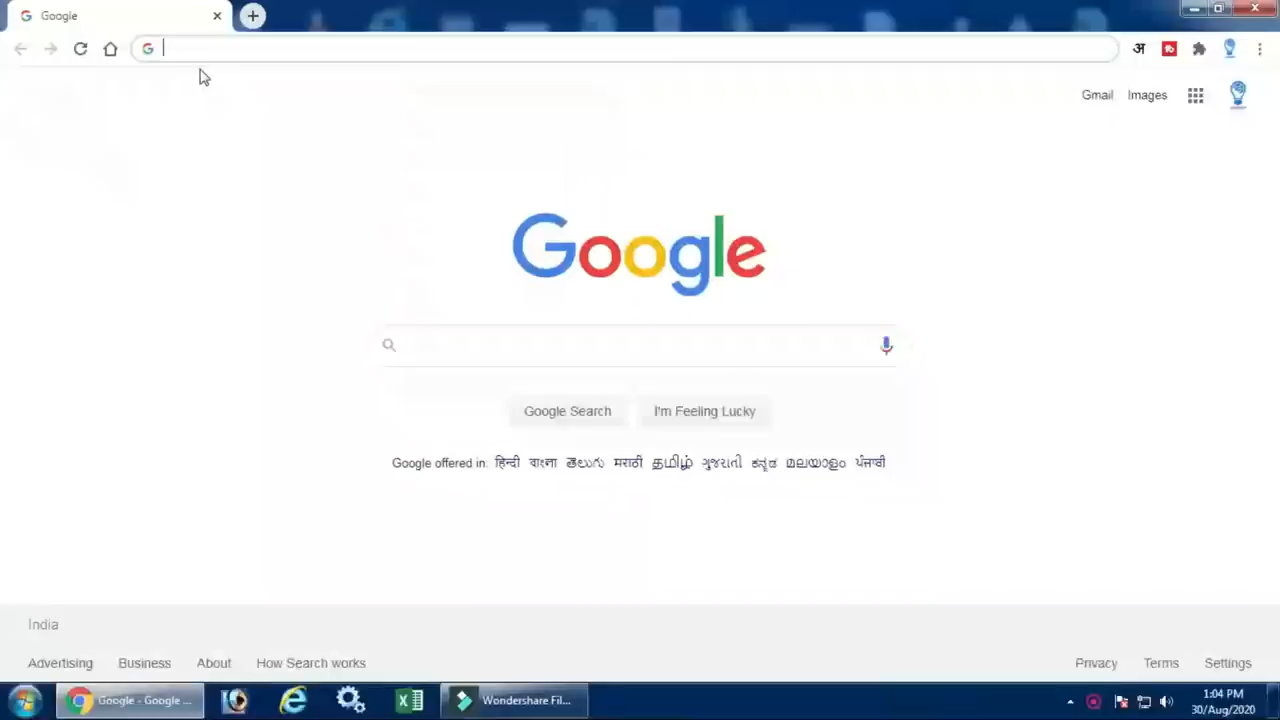 Google
अ
Gmail Images
Google
Google Search I'm Feeling Lucky
Google offered in: हिन्दी বাংলা తెలుగు मराठी தமிழ் ગુજરાતી ಕನ್ನಡ മലയാളം ਪੰਜਾਬੀ
India
Advertising Business About How Search works Privacy Terms Settings
Google - Google ... Wondershare Fil... 1:04 PM
30/Aug/2020